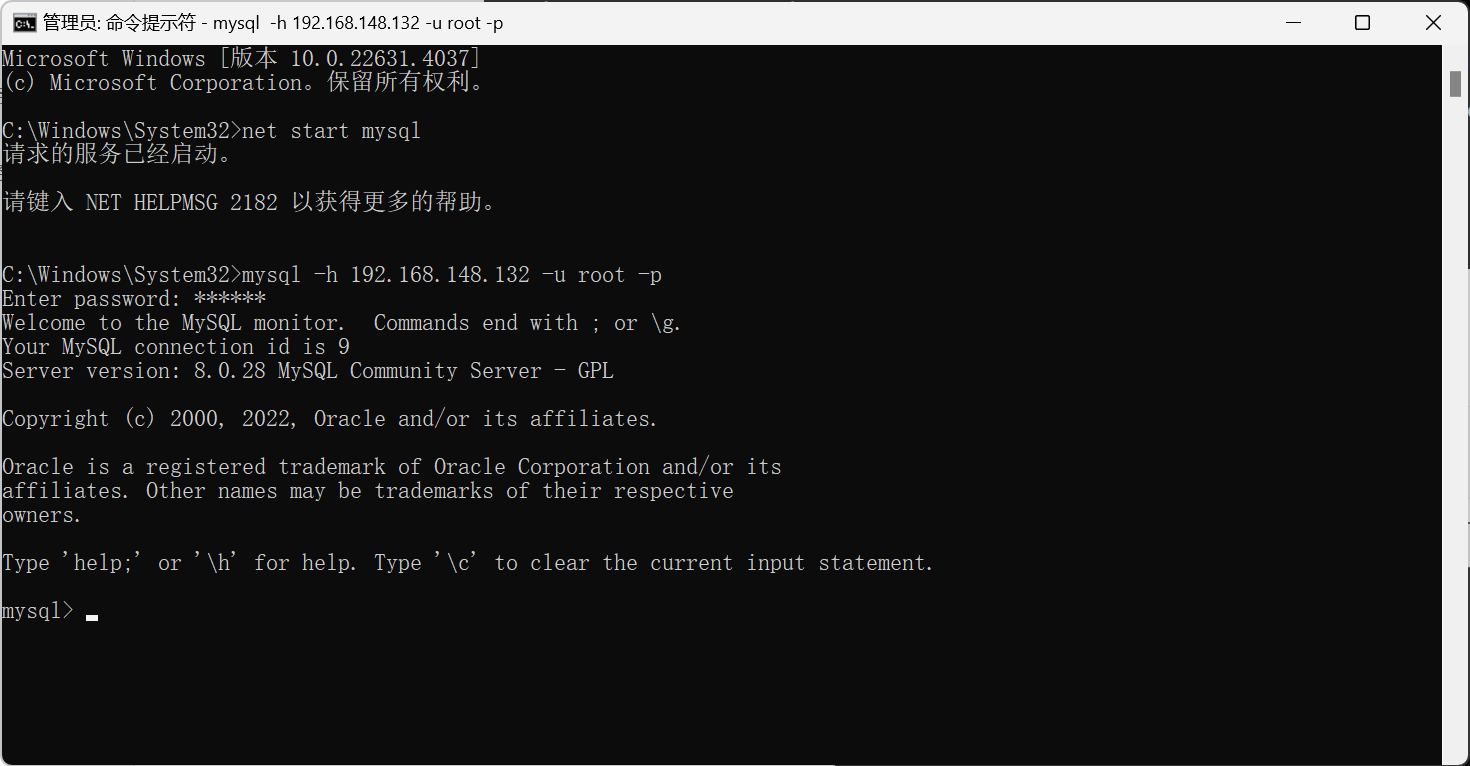 管理员: 命令提示符 - mysql  -h 192.168.148.132 -u root -p
Microsoft Windows [版本 10.0.22631.4037]
(c) Microsoft Corporation。保留所有权利。
C:\Windows\System32>net start mysql
请求的服务已经启动。
请键入 NET HELPMSG 2182 以获得更多的帮助。
C:\Windows\System32>mysql -h 192.168.148.132 -u root -p
Enter password: ******
Welcome to the MySQL monitor.  Commands end with ; or \g.
Your MySQL connection id is 9
Server version: 8.0.28 MySQL Community Server - GPL
Copyright (c) 2000, 2022, Oracle and/or its affiliates.
Oracle is a registered trademark of Oracle Corporation and/or its
affiliates. Other names may be trademarks of their respective
owners.
Type 'help;' or '\h' for help. Type '\c' to clear the current input statement.
mysql>